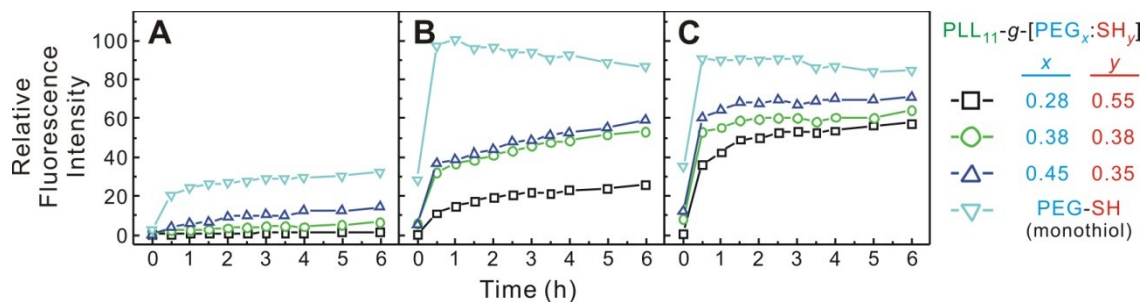 A B C
PLL11-g-[PEGx:SHy]
x y
0.28 0.55
0.38 0.38
0.45 0.35
PEG-SH
(monothiol)
Relative
Fluorescence
Intensity
100
80
60
40
20
0
0 1 2 3 4 5 6 0 1 2 3 4 5 6 0 1 2 3 4 5 6
Time (h)